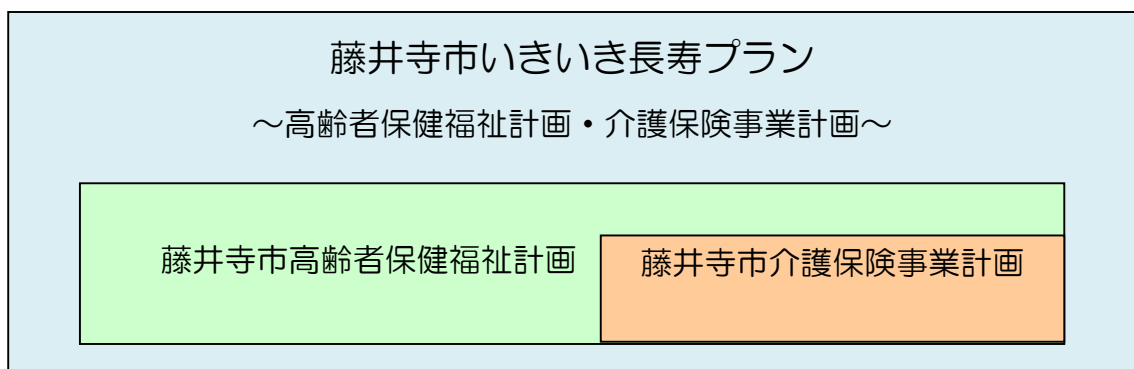 藤井寺市いきいき長寿プラン
～高齢者保健福祉計画・介護保険事業計画～
藤井寺市高齢者保健福祉計画
藤井寺市介護保険事業計画